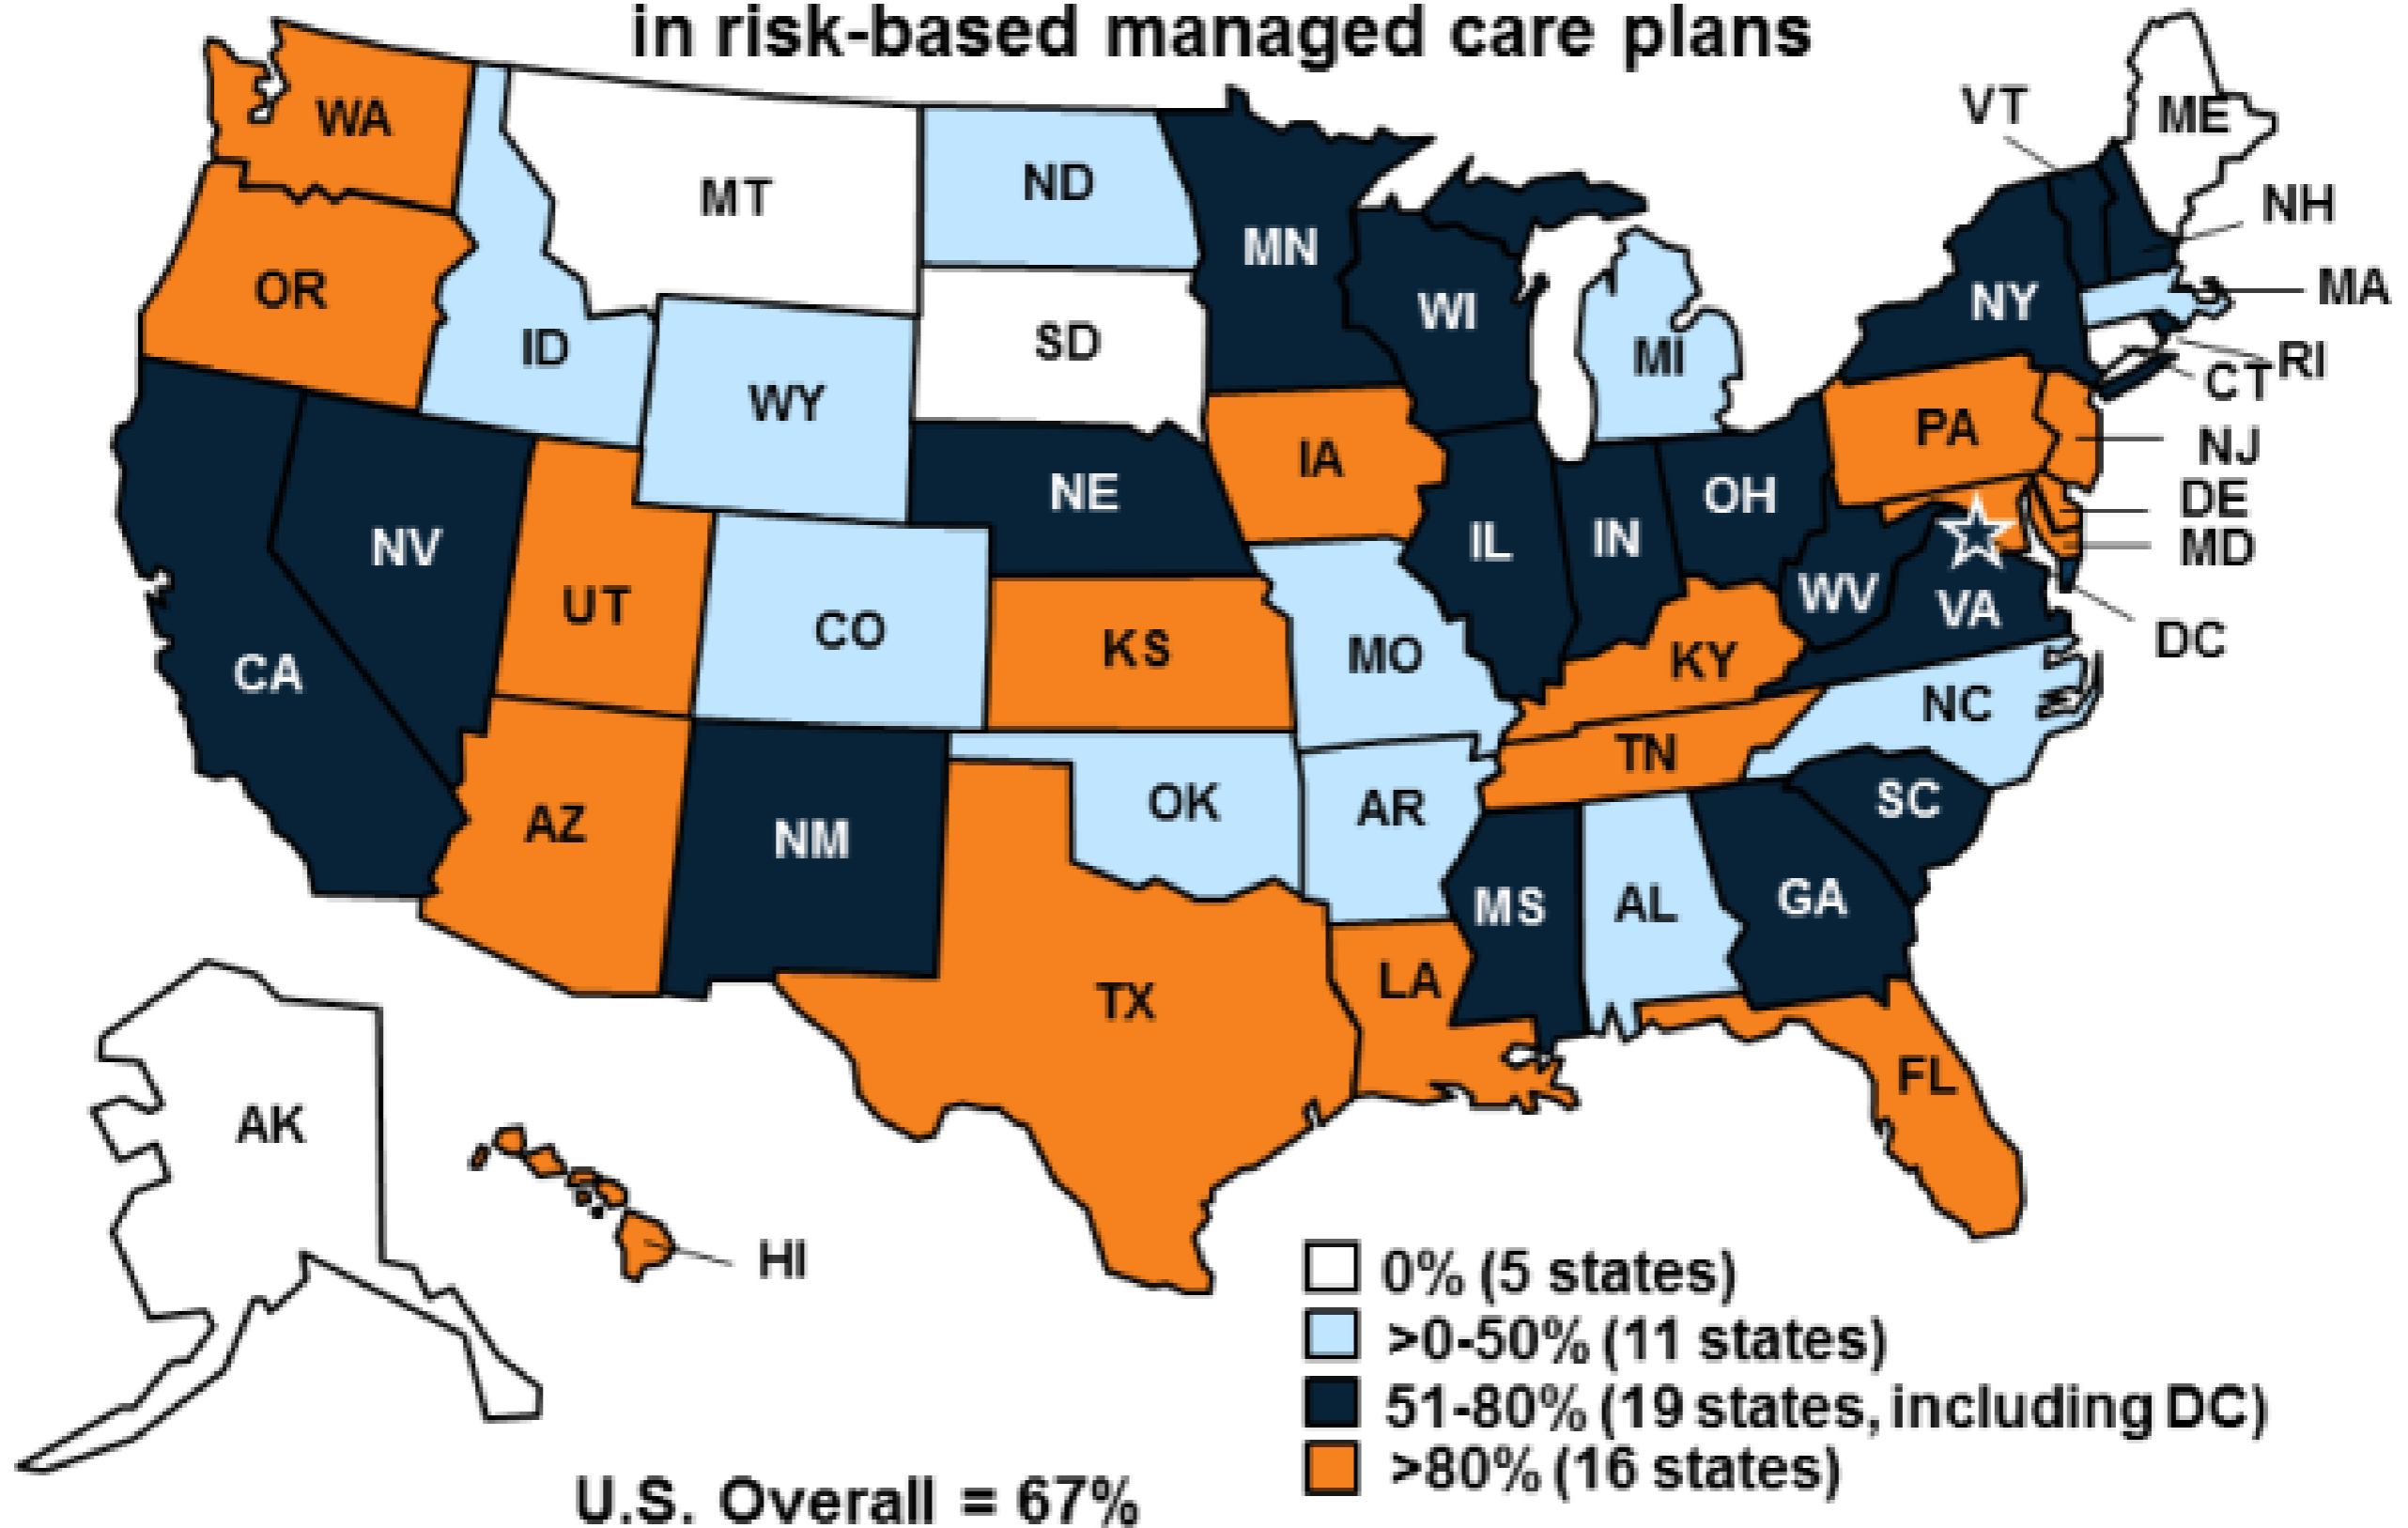 in risk-based managed care plans
WA
MT
ND
MN
VT
ME
NH
OR
ID
SD
WI
MI
NY
MA
RI
CT
WY
IA
PA
NJ
NE
OH
DE
NV
IL
IN
MD
UT
CO
KS
MO
KY
WV
VA
DC
CA
NC
TN
AZ
NM
OK
AR
SC
MS
AL
GA
TX
LA
FL
AK
HI
0% (5 states)
>0-50% (11 states)
51-80% (19 states, including DC)
>80% (16 states)
U.S. Overall = 67%